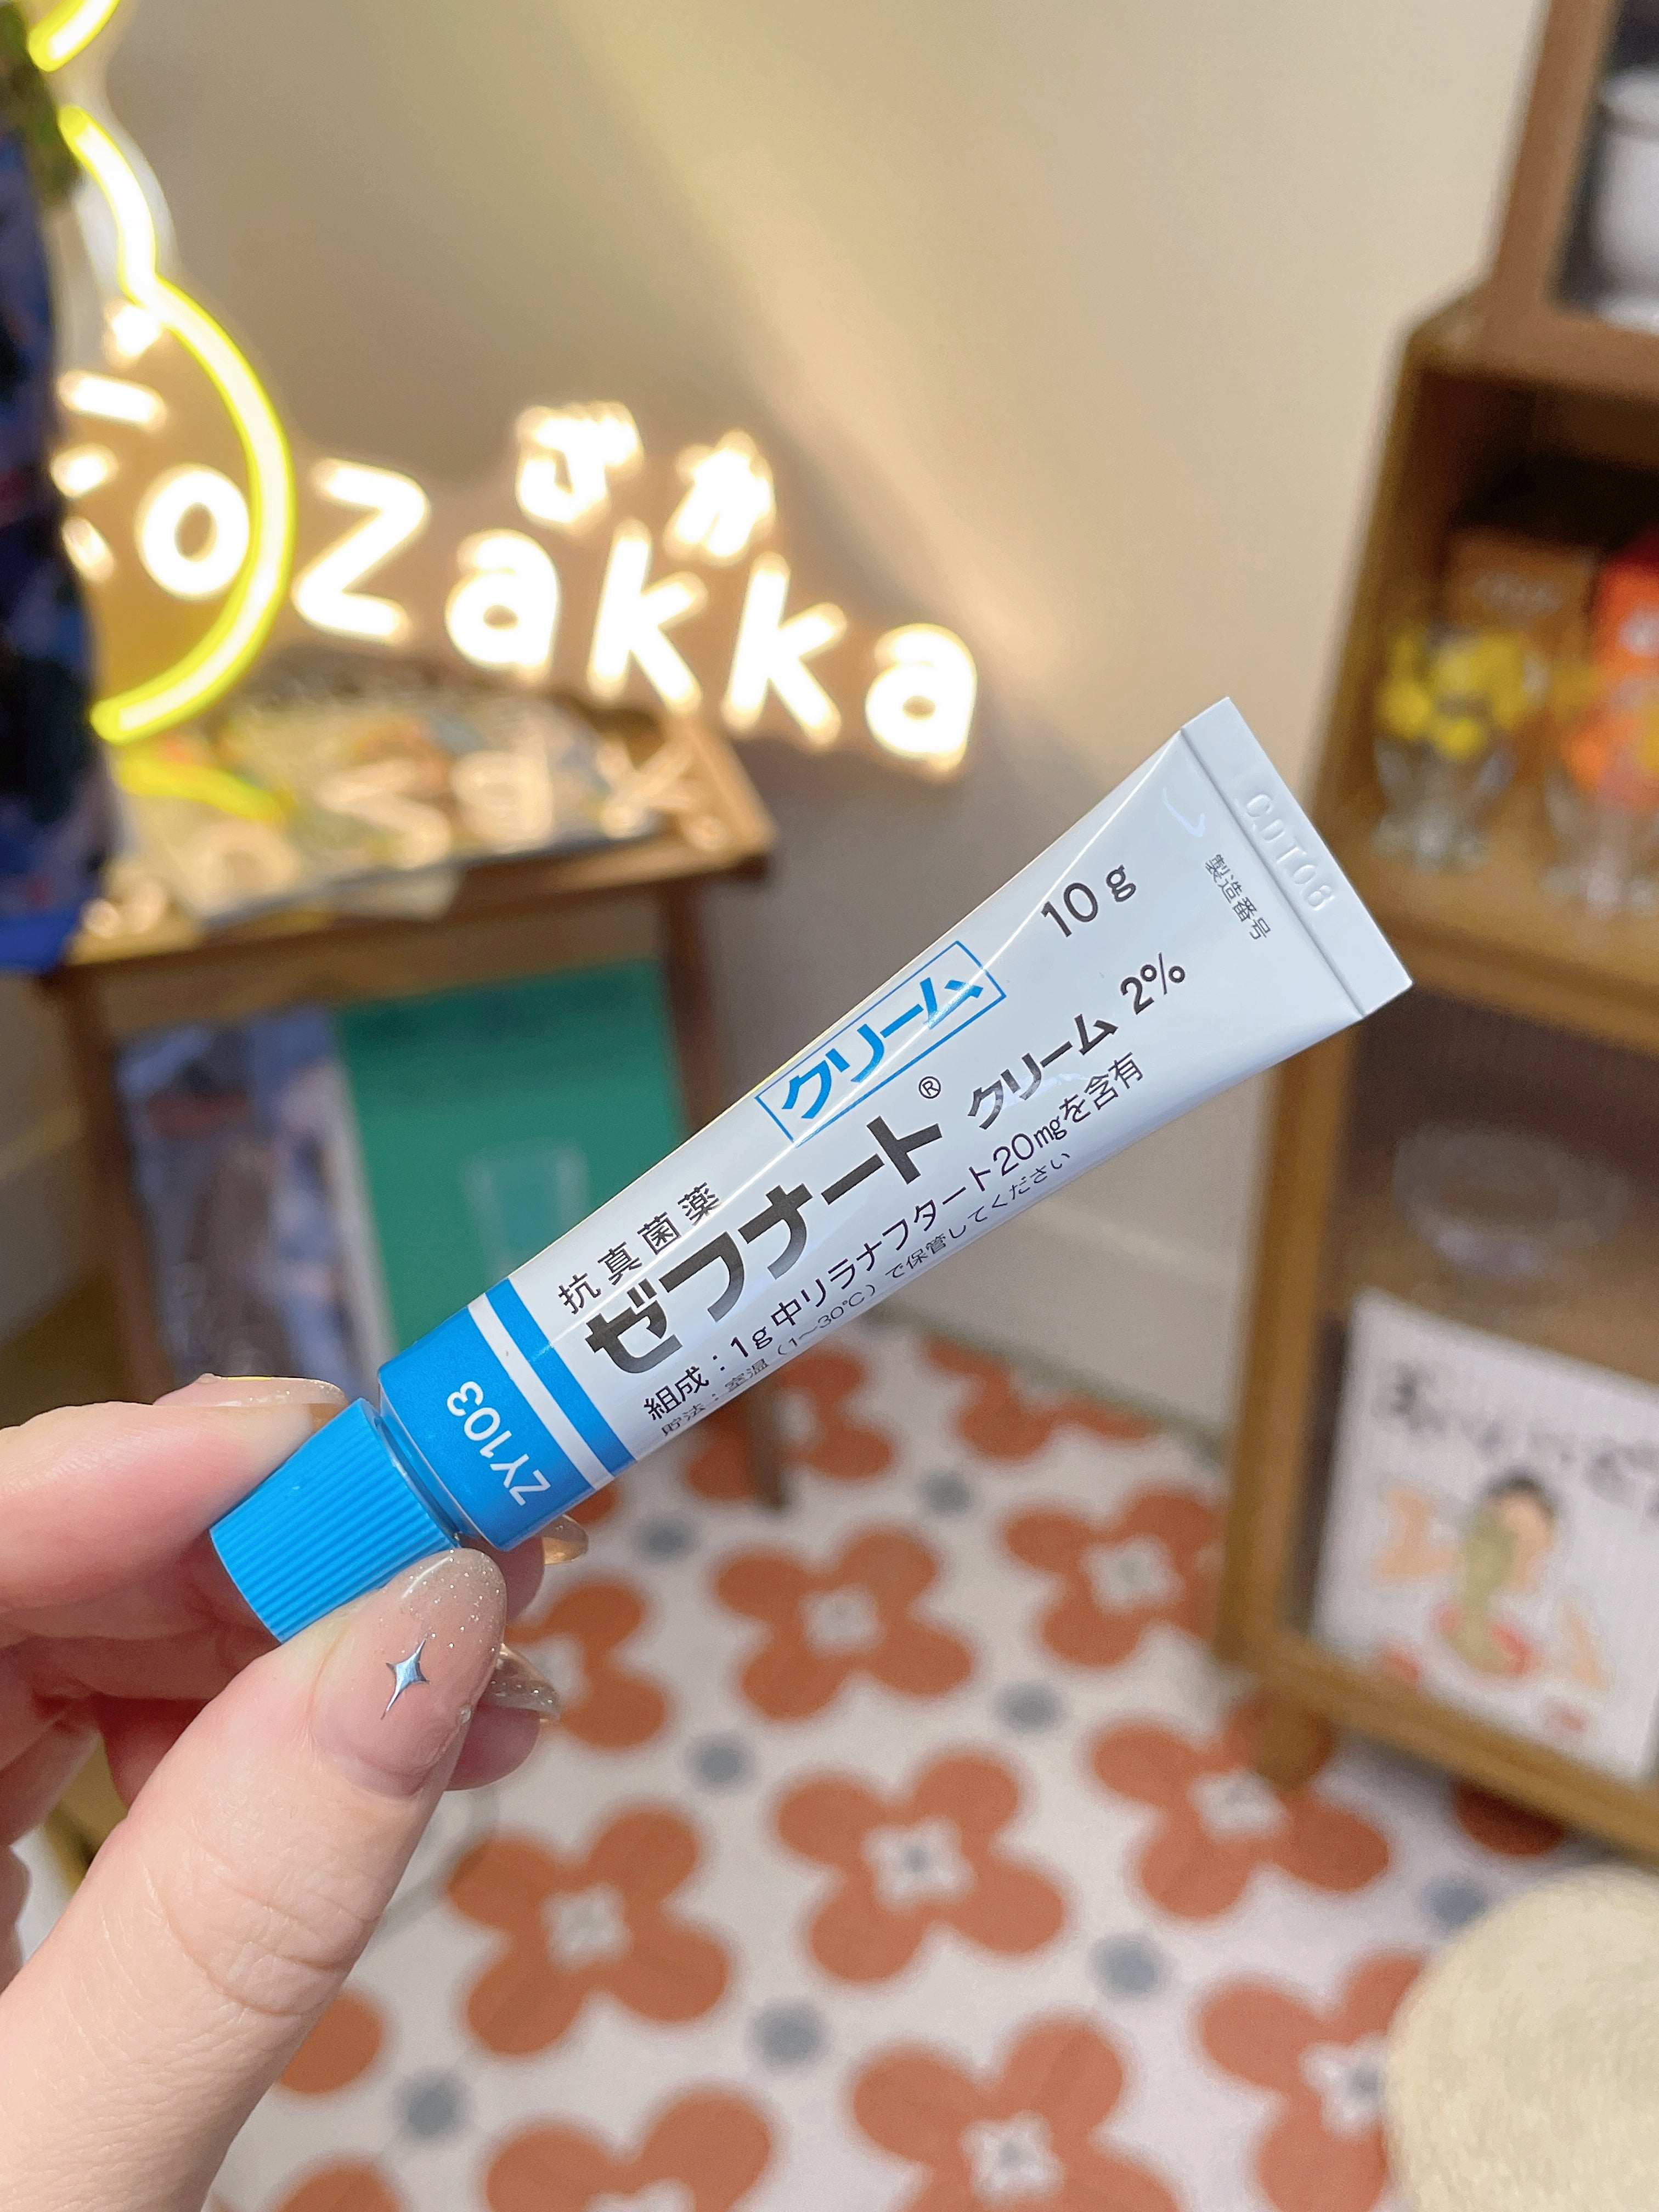 ざっか
zakka
COT08
製造番号
クリーム
10g
抗真菌薬
ゼフナート® クリーム 2%
組成：1g中リラナフタート20mgを含有
貯法：室温（1〜30℃）で保管してください
ZY103